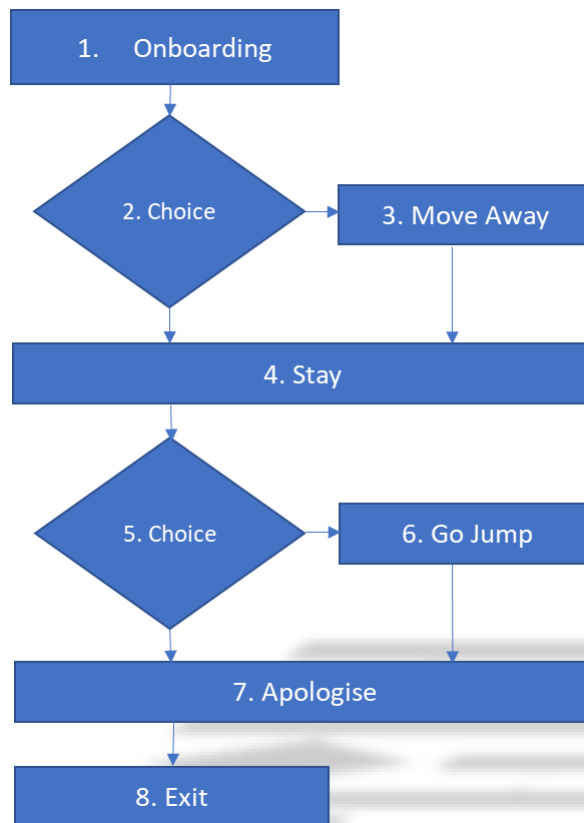 1. Onboarding
2. Choice
3. Move Away
4. Stay
5. Choice
6. Go Jump
7. Apologise
8. Exit